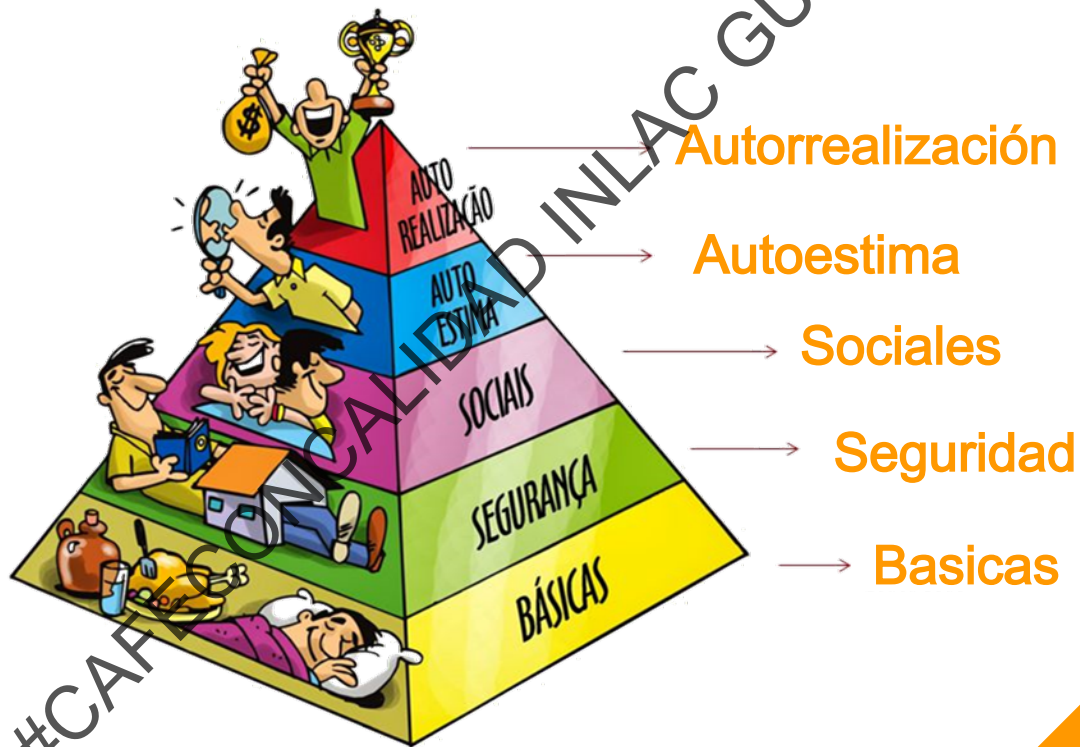 $
AUTO
REALIZAÇÃO
Autorrealización
AUTO
ESTIMA
Autoestima
SOCIAIS
Sociales
SEGURANÇA
Seguridad
BÁSICAS
Basicas
#CAFECONCALIDAD INLAC GU